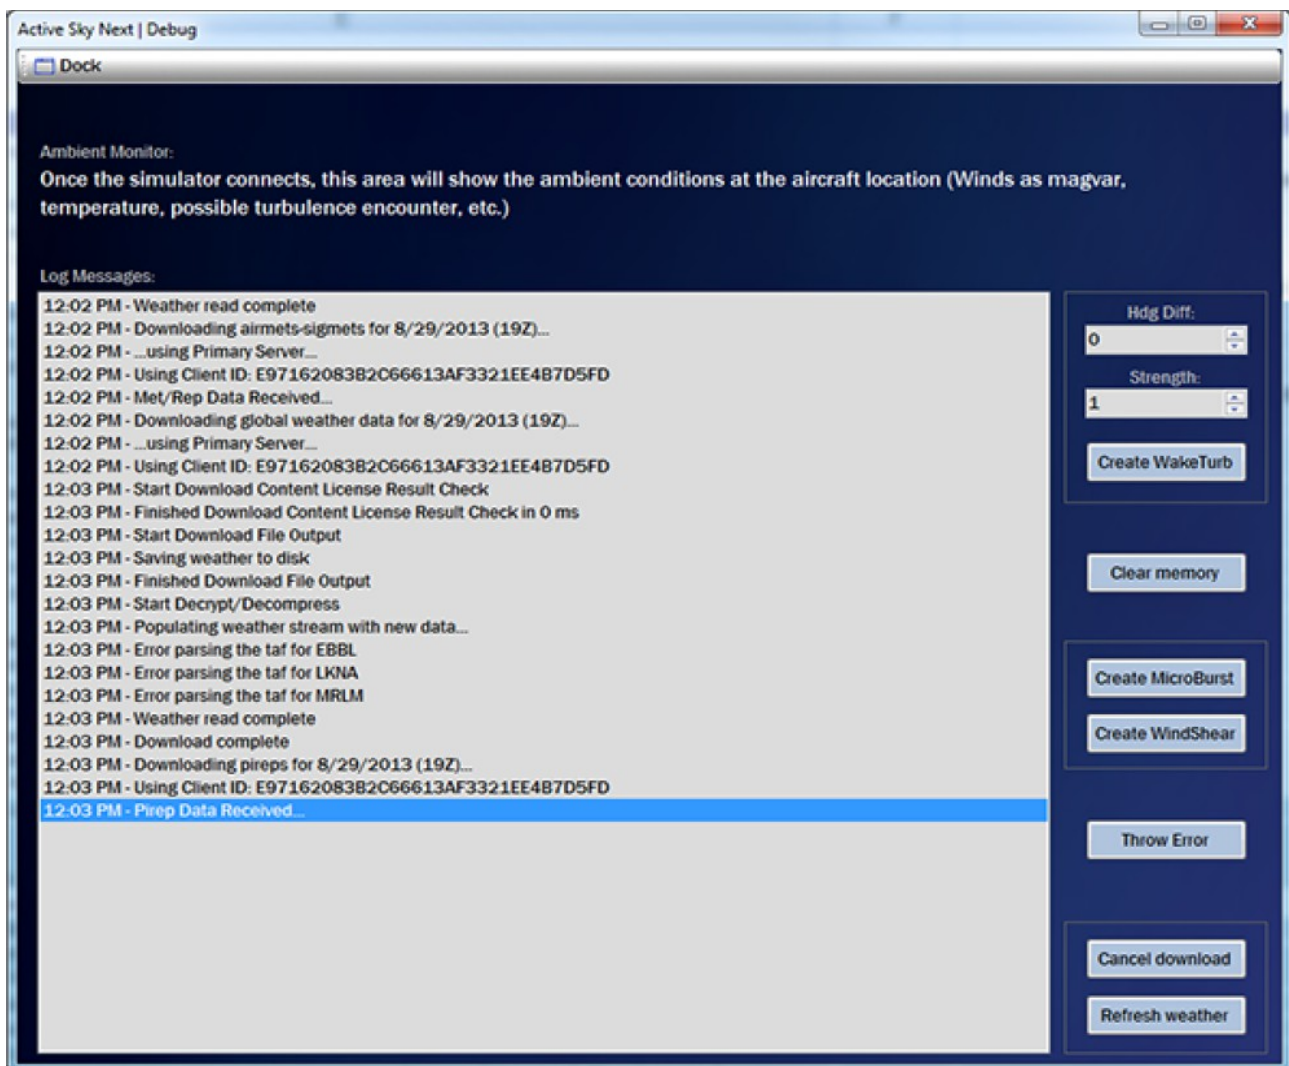 Active Sky Next | Debug
Dock
Ambient Monitor:
Once the simulator connects, this area will show the ambient conditions at the aircraft location (Winds as magvar,
temperature, possible turbulence encounter, etc.)
Log Messages:
12:02 PM - Weather read complete
12:02 PM - Downloading airmets-sigmets for 8/29/2013 (19Z)...
12:02 PM - ...using Primary Server...
12:02 PM - Using Client ID: E97162083B2C66613AF3321EE4B7D5FD
12:02 PM - Met/Rep Data Received...
12:02 PM - Downloading global weather data for 8/29/2013 (19Z)...
12:02 PM - ...using Primary Server...
12:02 PM - Using Client ID: E97162083B2C66613AF3321EE4B7D5FD
12:03 PM - Start Download Content License Result Check
12:03 PM - Finished Download Content License Result Check in 0 ms
12:03 PM - Start Download File Output
12:03 PM - Saving weather to disk
12:03 PM - Finished Download File Output
12:03 PM - Start Decrypt/Decompress
12:03 PM - Populating weather stream with new data...
12:03 PM - Error parsing the taf for EBBL
12:03 PM - Error parsing the taf for LKNA
12:03 PM - Error parsing the taf for MRLM
12:03 PM - Weather read complete
12:03 PM - Download complete
12:03 PM - Downloading pireps for 8/29/2013 (19Z)...
12:03 PM - Using Client ID: E97162083B2C66613AF3321EE4B7D5FD
12:03 PM - Pirep Data Received...
Hdg Diff:
0
Strength:
1
Create WakeTurb
Clear memory
Create MicroBurst
Create WindShear
Throw Error
Cancel download
Refresh weather